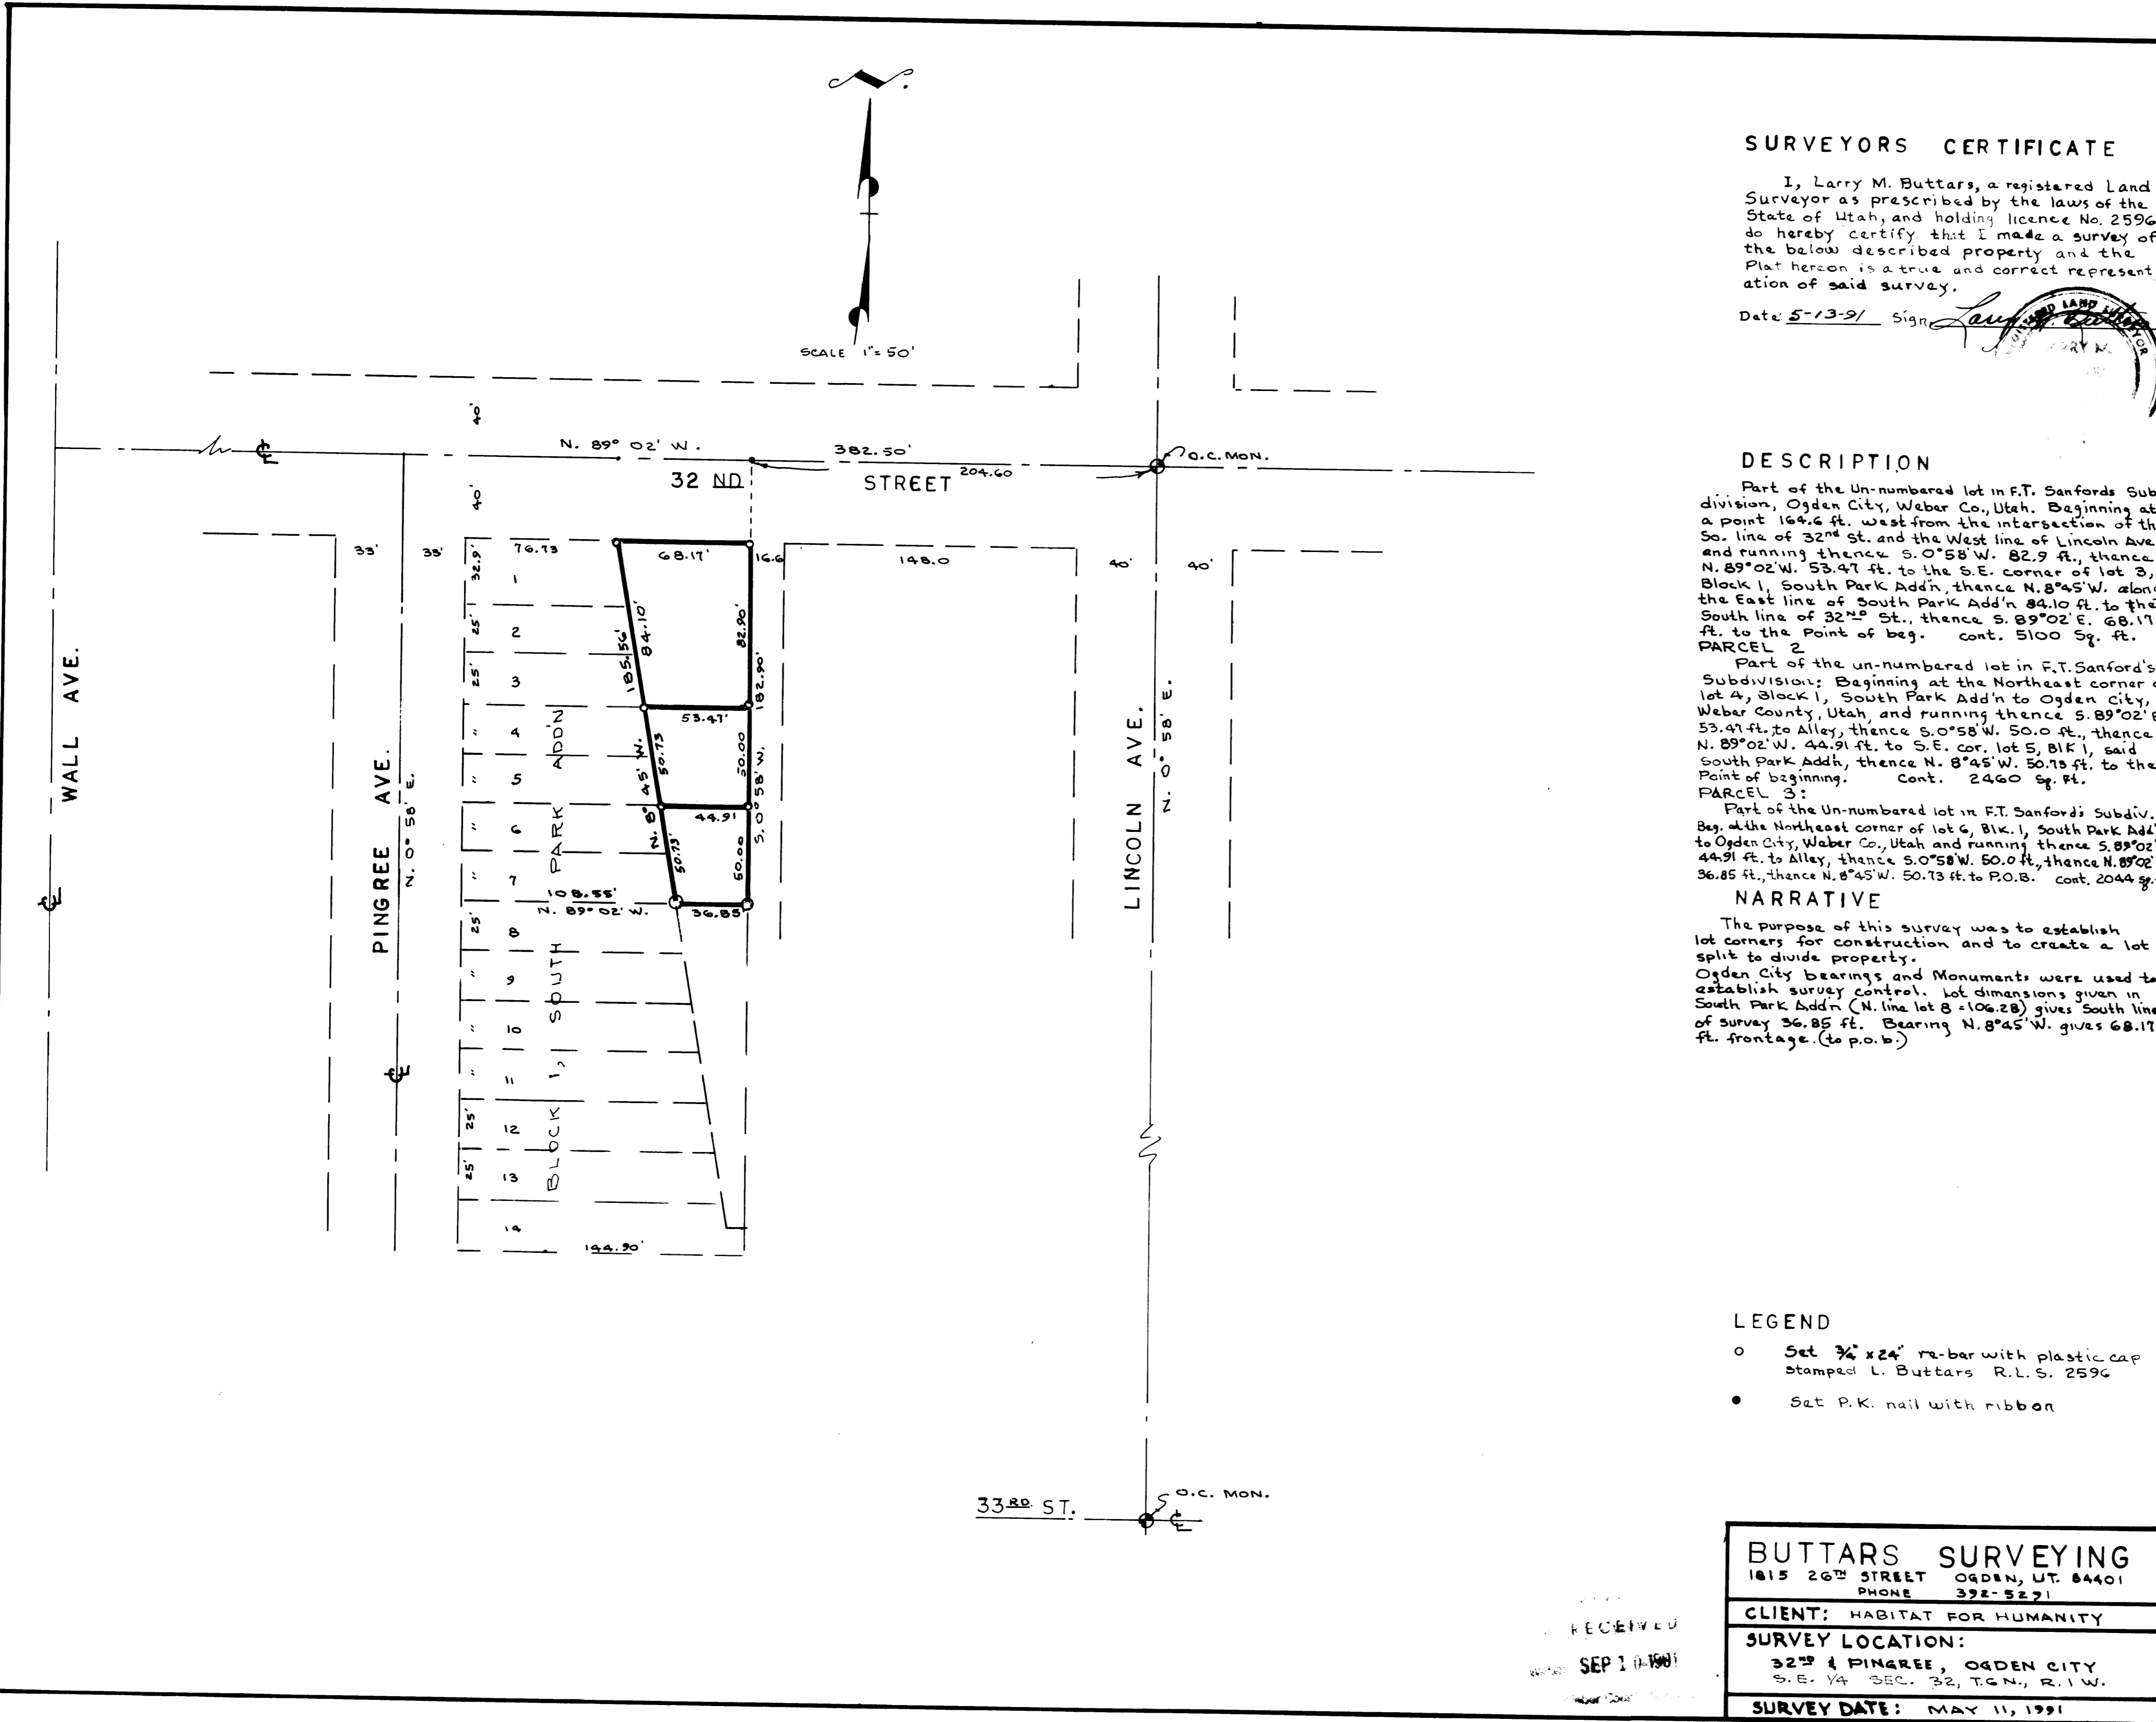 N.
SCALE 1"= 50'
40'
N. 89° 02' W.
382.50'
O.C. MON.
32 ND STREET
204.60
40'
33'
33'
76.73
68.17'
16.6
148.0
40'
40'
32.9'
1
25'
2
25'
3
"
4
"
5
"
6
"
7
25'
8
"
9
"
10
"
11
25'
12
25'
13
14
144.90'
BLOCK 1, SOUTH PARK ADD'N
84.10'
185.56'
82.90'
182.90'
53.47'
50.73
50.00
N. 8° 45' W.
S. 0° 58' W.
44.91
50.73'
50.00
108.55'
N. 89° 02' W.
36.85'
WALL AVE.
PINGREE AVE.
N. 0° 58' E.
LINCOLN AVE.
N. 0° 58' E.
33RD ST.
O.C. MON.
SURVEYORS CERTIFICATE
I, Larry M. Buttars, a registered Land
Surveyor as prescribed by the laws of the
State of Utah, and holding licence No. 2596
do hereby certify that I made a survey of
the below described property and the
Plat hereon is a true and correct represent
ation of said survey.
Date 5-13-91 Sign
LAND SURVEYOR
DESCRIPTION
Part of the Un-numbered lot in F.T. Sanfords Sub
division, Ogden City, Weber Co., Utah. Beginning at
a point 164.6 ft. west from the intersection of th
So. line of 32nd St. and the West line of Lincoln Ave
and running thence S. 0°58'W. 82.9 ft., thence
N. 89°02'W. 53.47 ft. to the S.E. corner of lot 3,
Block 1, South Park Add'n, thence N. 8°45'W. alon
the East line of South Park Add'n 84.10 ft. to the
South line of 32ND St., thence S. 89°02'E. 68.17
ft. to the Point of beg. cont. 5100 Sq. ft.
PARCEL 2
Part of the un-numbered lot in F.T. Sanford's
Subdivision: Beginning at the Northeast corner o
lot 4, Block 1, South Park Add'n to Ogden City,
Weber County, Utah, and running thence S. 89°02'E
53.47 ft. to Alley, thence S.0°58'W. 50.0 ft., thence
N. 89°02'W. 44.91 ft. to S.E. cor. lot 5, Blk 1, said
South Park Add'n, thence N. 8°45'W. 50.73 ft. to the
Point of beginning. Cont. 2460 Sq. Ft.
PARCEL 3:
Part of the Un-numbered lot in F.T. Sanford's Subdiv.
Beg. at the Northeast corner of lot 6, Blk. 1, South Park Add'
to Ogden City, Weber Co., Utah and running thence S. 89°02'
44.91 ft. to Alley, thence S.0°58'W. 50.0 ft., thence N. 89°02'
36.85 ft., thence N. 8°45'W. 50.73 ft. to P.O.B. cont. 2044 sq.
NARRATIVE
The purpose of this survey was to establish
lot corners for construction and to create a lot
split to divide property.
Ogden City bearings and Monuments were used to
establish survey control. Lot dimensions given in
South Park Add'n (N. line lot 8 = 106.28) gives South line
of survey 36.85 ft. Bearing N. 8°45'W. gives 68.17
ft. frontage. (to p.o.b.)
LEGEND
Set 3/4" x 24" re-bar with plastic cap
Stamped L. Buttars R.L.S. 2596
Set P.K. nail with ribbon
RECEIVED
SEP 10 1991
BUTTARS SURVEYING
1815 26TH STREET OGDEN, UT. 84401
PHONE 392-5291
CLIENT: HABITAT FOR HUMANITY
SURVEY LOCATION:
32ND & PINGREE, OGDEN CITY
S.E. 1/4 SEC. 32, T.6N., R.1W.
SURVEY DATE: MAY 11, 1991